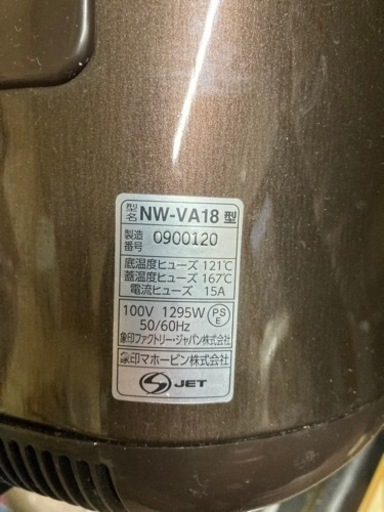 型名 NW-VA18 型
製造番号 0900120
底温度ヒューズ 121℃
蓋温度ヒューズ 167℃
電流ヒューズ 15A
100V 1295W PSE
50/60Hz
象印ファクトリー・ジャパン株式会社
象印マホービン株式会社
S JET